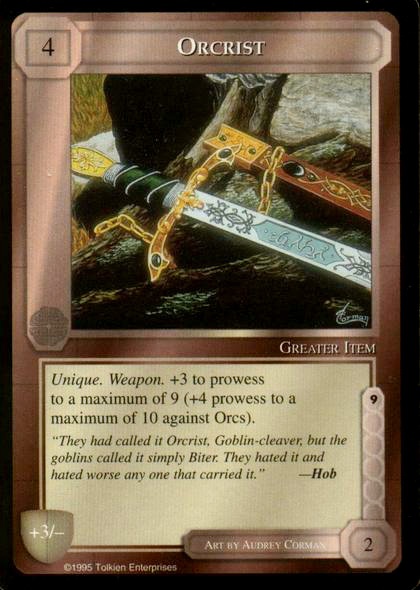 4
ORCRIST
Corman
GREATER ITEM
Unique. Weapon. +3 to prowess
to a maximum of 9 (+4 prowess to a
maximum of 10 against Orcs).
“They had called it Orcrist, Goblin-cleaver, but the
goblins called it simply Biter. They hated it and
hated worse any one that carried it.” —Hob
9
+3/–
ART BY AUDREY CORMAN
2
©1995 Tolkien Enterprises